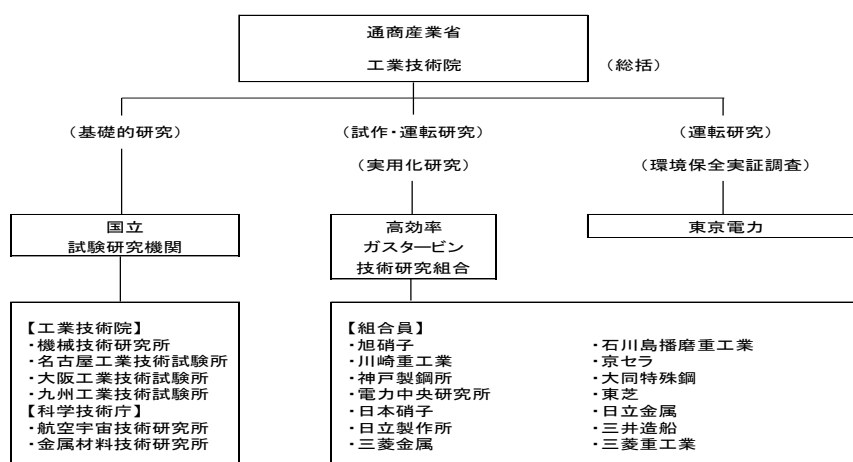 通商産業省
工業技術院
（総括）
（基礎的研究）
（試作・運転研究）
（実用化研究）
（運転研究）
（環境保全実証調査）
国立
試験研究機関
高効率
ガスタービン
技術研究組合
東京電力
【工業技術院】
・機械技術研究所
・名古屋工業技術試験所
・大阪工業技術試験所
・九州工業技術試験所
【科学技術庁】
・航空宇宙技術研究所
・金属材料技術研究所
【組合員】
・旭硝子
・川崎重工業
・神戸製鋼所
・電力中央研究所
・日本硝子
・日立製作所
・三菱金属
・石川島播磨重工業
・京セラ
・大同特殊鋼
・東芝
・日立金属
・三井造船
・三菱重工業